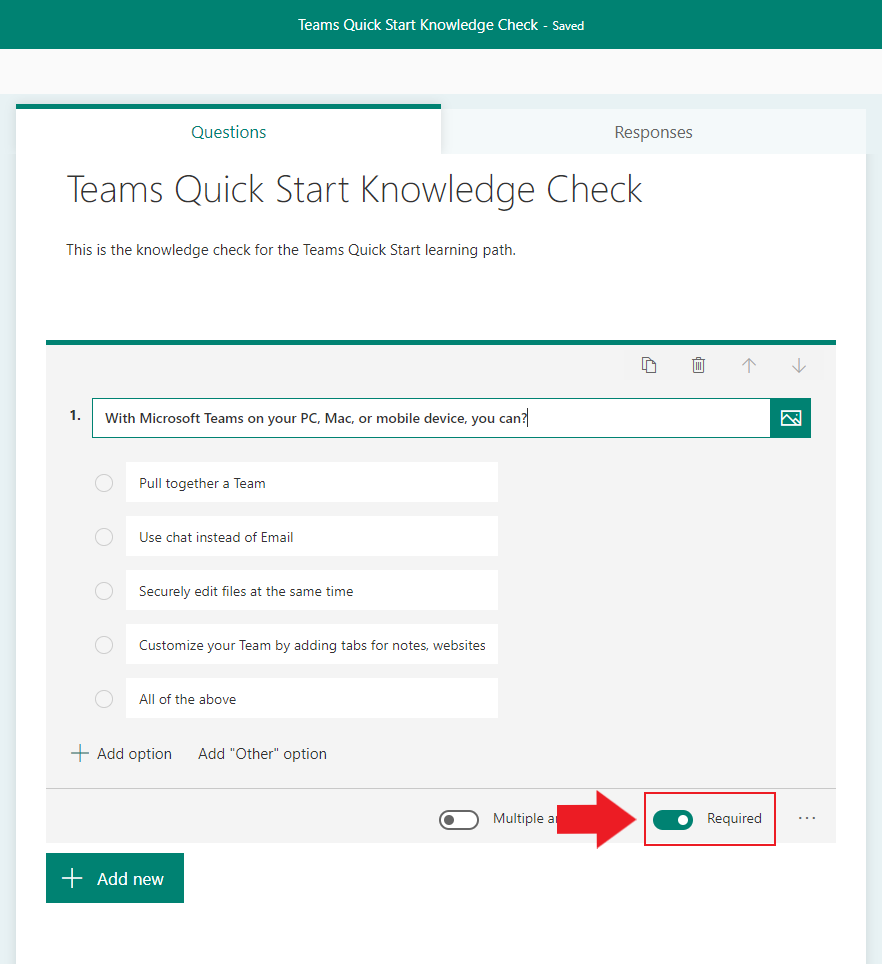 Teams Quick Start Knowledge Check - Saved
Questions
Responses
Teams Quick Start Knowledge Check
This is the knowledge check for the Teams Quick Start learning path.
1.
With Microsoft Teams on your PC, Mac, or mobile device, you can?
Pull together a Team
Use chat instead of Email
Securely edit files at the same time
Customize your Team by adding tabs for notes, websites
All of the above
Add option
Add "Other" option
Multiple
Required
Add new